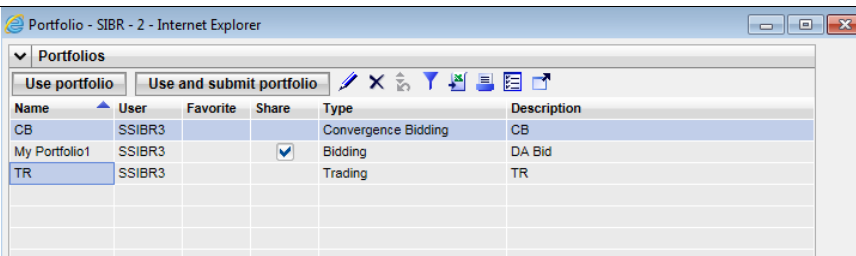 Portfolio - SIBR - 2 - Internet Explorer
Portfolios
Use portfolio Use and submit portfolio
Name User Favorite Share Type Description
CB SSIBR3 Convergence Bidding CB
My Portfolio1 SSIBR3 Bidding DA Bid
TR SSIBR3 Trading TR